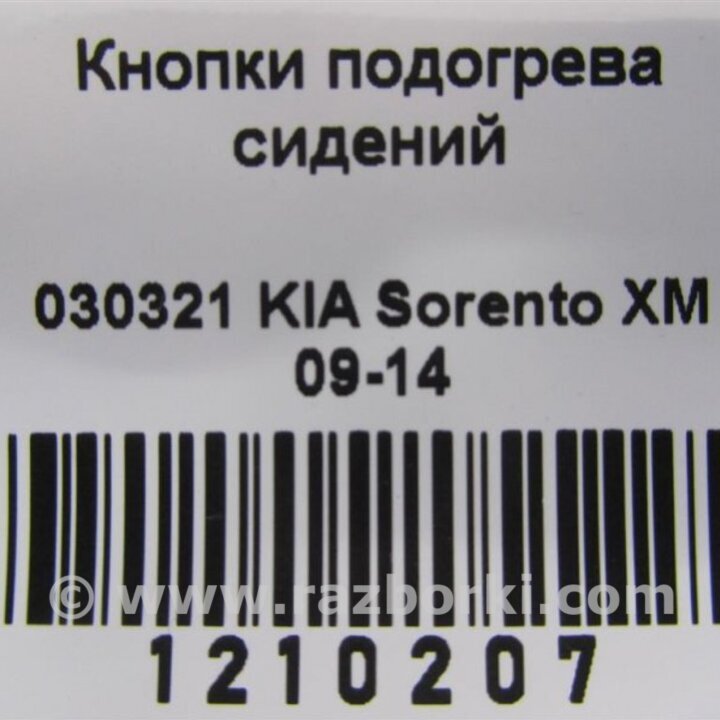 Кнопки подогрева
сидений
030321 KIA Sorento XM
09-14
© www.razborki.com
1210207